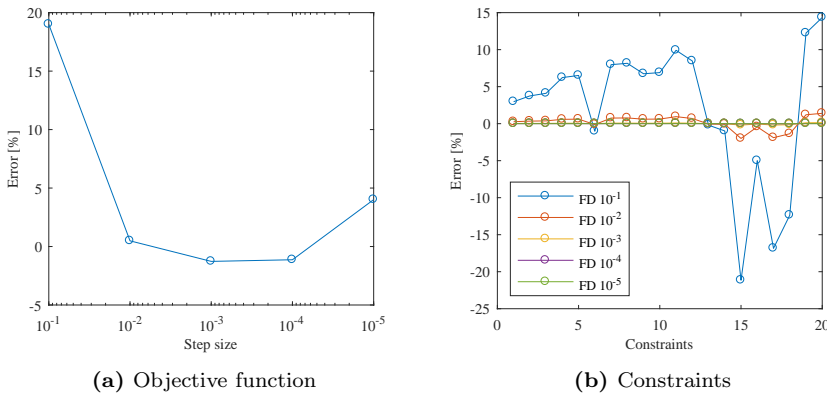 20
15
10
5
0
-5
Error [%]
10-1
10-2
10-3
10-4
10-5
Step size
(a) Objective function
15
10
5
0
-5
-10
-15
-20
-25
Error [%]
FD 10-1
FD 10-2
FD 10-3
FD 10-4
FD 10-5
0
5
10
15
20
Constraints
(b) Constraints